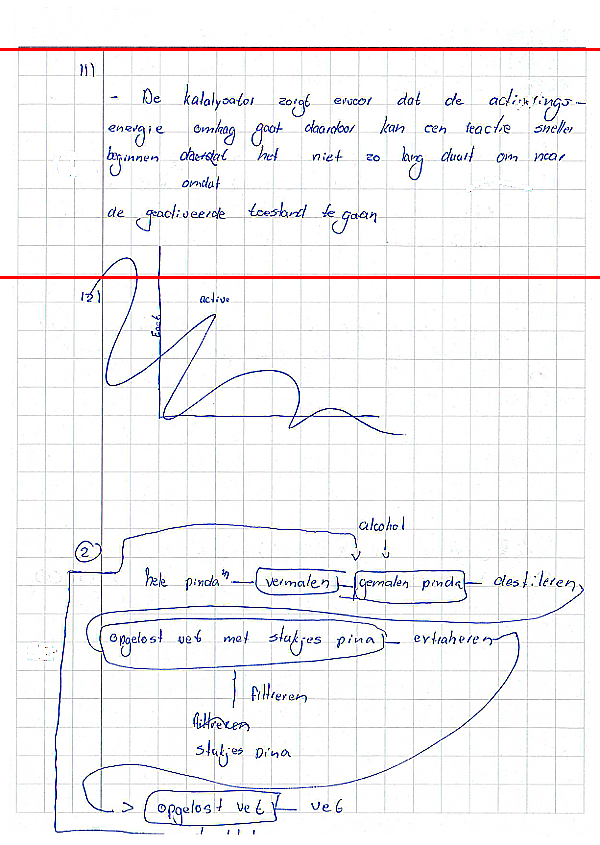 11)
- De katalysator zorgt ervoor dat de activerings-
energie omlaag gaat daardoor kan een reactie sneller
beginnen doordat het niet zo lang duurt om naar
omdat
de geactiveerde toestand te gaan
12)
active
alcohol
2
hele pinda's vermalen gemalen pinda destileren
opgelost vet met stukjes pina extraheren
filtreren
filtreren
stukjes pina
opgelost vet vet